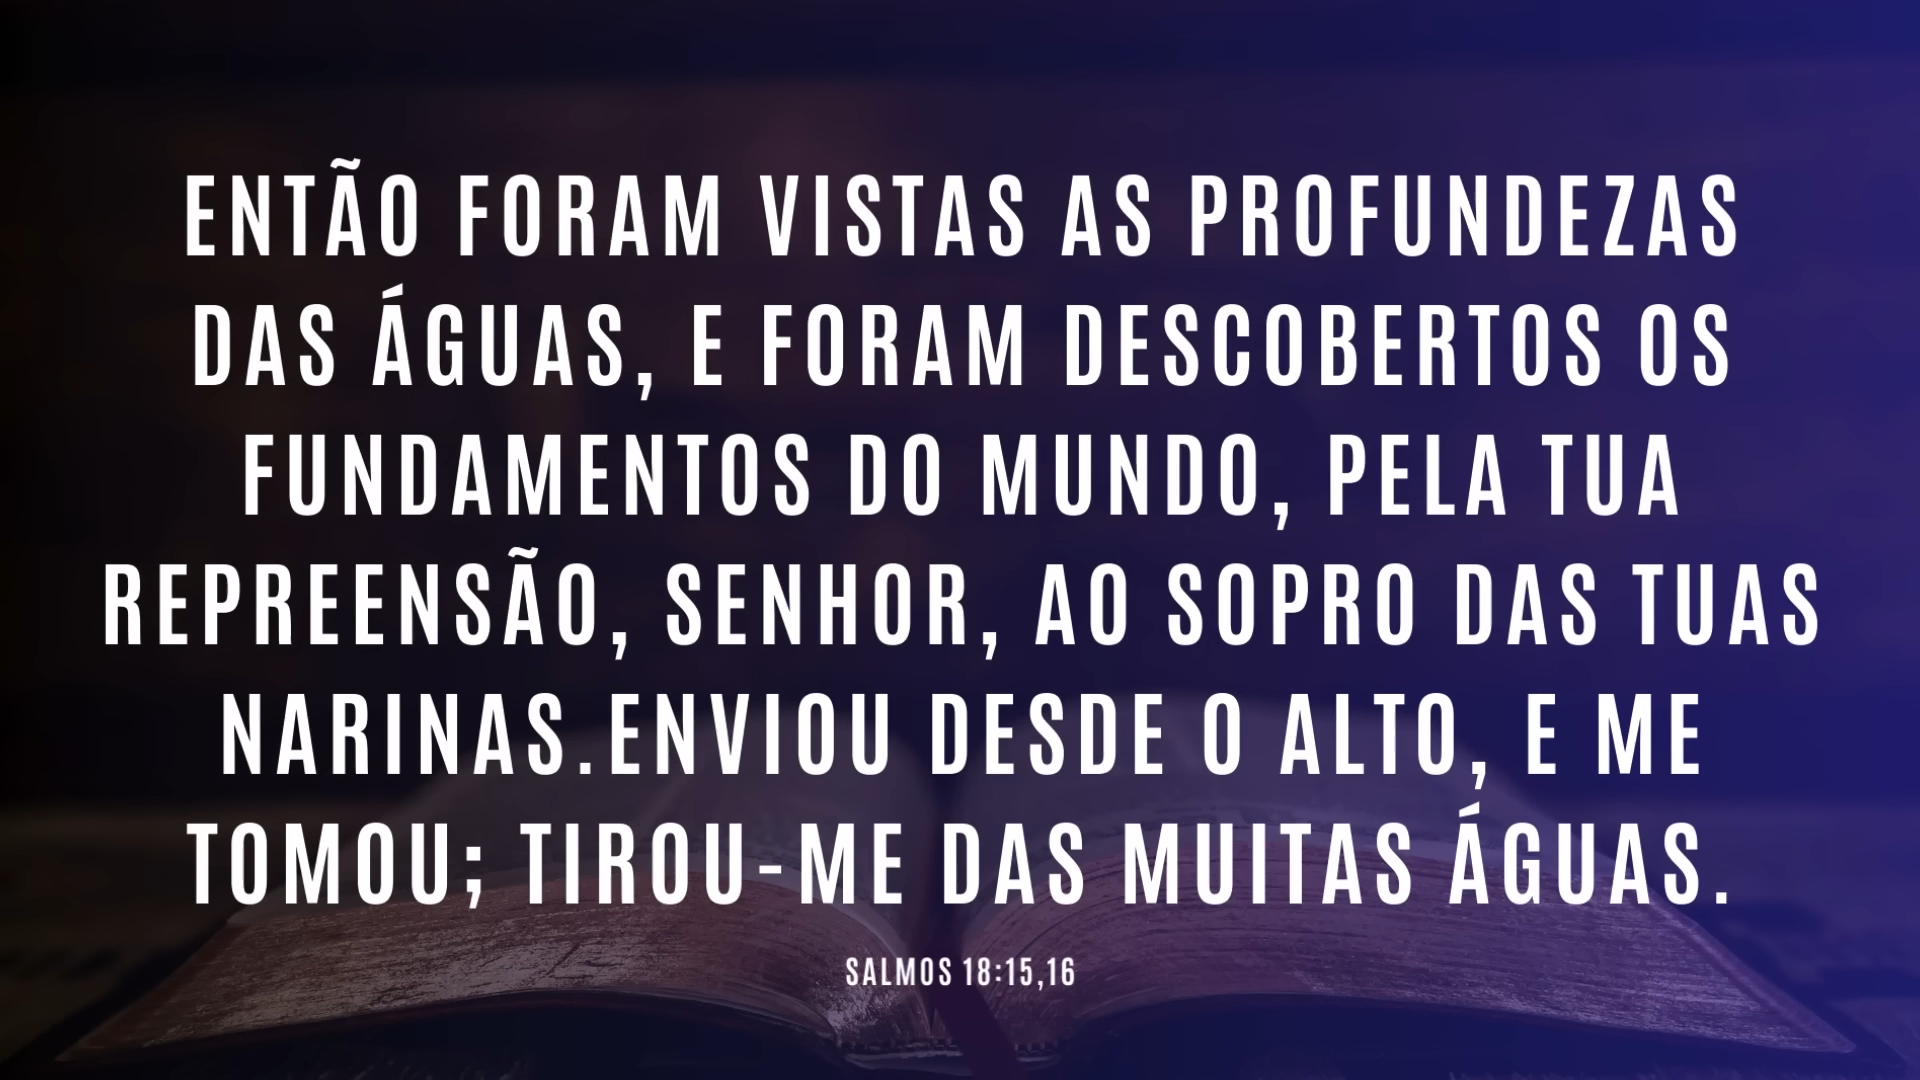 ENTÃO FORAM VISTAS AS PROFUNDEZAS
DAS ÁGUAS, E FORAM DESCOBERTOS OS
FUNDAMENTOS DO MUNDO, PELA TUA
REPREENSÃO, SENHOR, AO SOPRO DAS TUAS
NARINAS.ENVIOU DESDE O ALTO, E ME
TOMOU; TIROU-ME DAS MUITAS ÁGUAS.
SALMOS 18:15,16